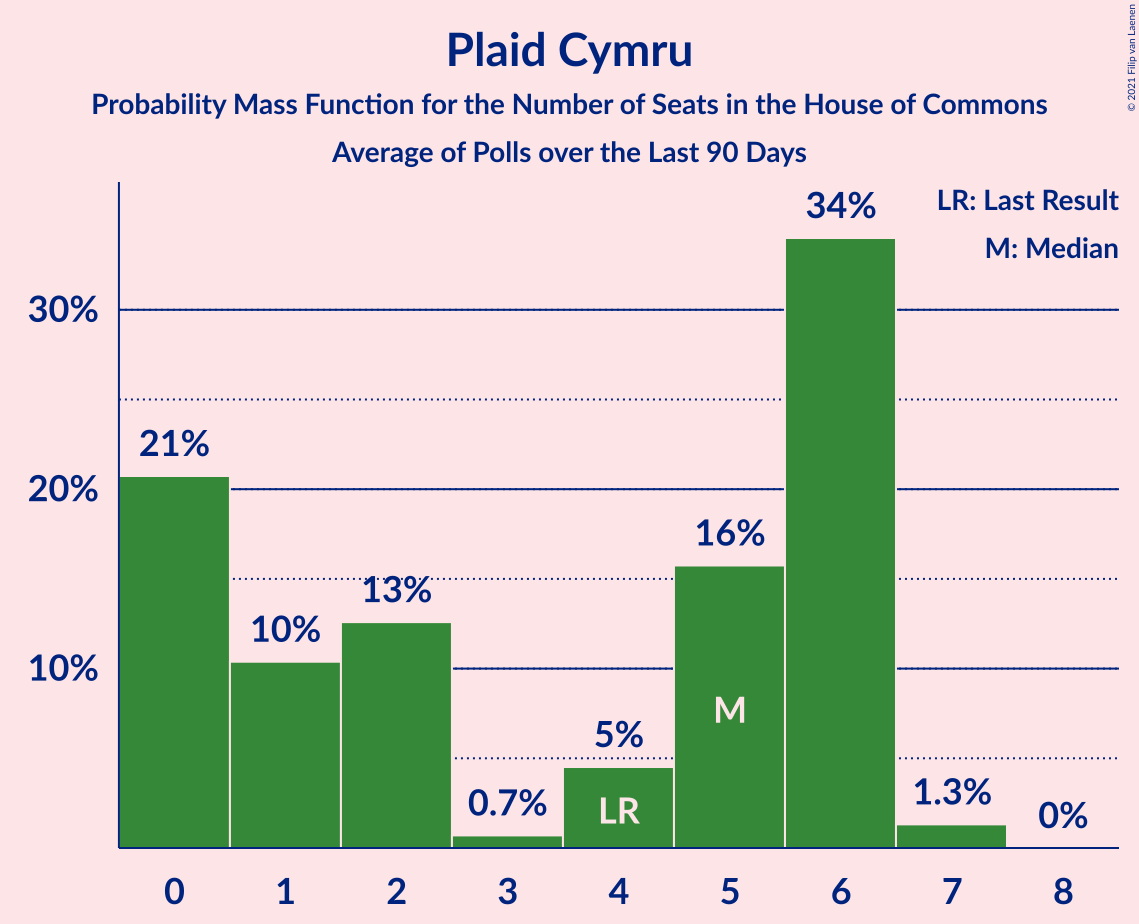 Plaid Cymru
Probability Mass Function for the Number of Seats in the House of Commons
Average of Polls over the Last 90 Days
© 2021 Filip van Laenen
LR: Last Result
M: Median
34%
30%
21%
20%
16%
13%
10%
10%
M
5%
1.3%
0.7%
LR
0%
0 1 2 3 4 5 6 7 8